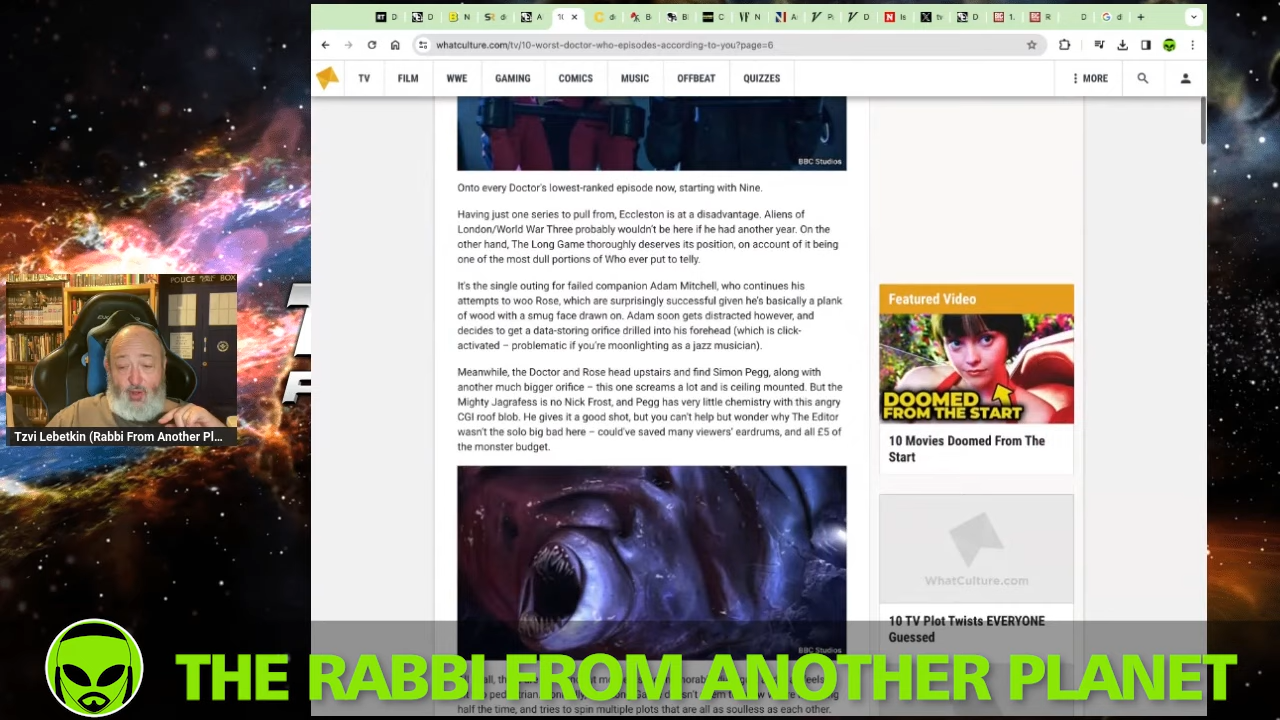 whatculture.com/tv/10-worst-doctor-who-episodes-according-to-you?page=6
TV FILM WWE GAMING COMICS MUSIC OFFBEAT QUIZZES MORE
BBC Studios
Onto every Doctor's lowest-ranked episode now, starting with Nine.
Having just one series to pull from, Eccleston is at a disadvantage. Aliens of
London/World War Three probably wouldn't be here if he had another year. On the
other hand, The Long Game thoroughly deserves its position, on account of it being
one of the most dull portions of Who ever put to telly.
It's the single outing for failed companion Adam Mitchell, who continues his
attempts to woo Rose, which are surprisingly successful given he's basically a plank
of wood with a smug face drawn on. Adam soon gets distracted however, and
decides to get a data-storing orifice drilled into his forehead (which is click-
activated – problematic if you're moonlighting as a jazz musician).
Meanwhile, the Doctor and Rose head upstairs and find Simon Pegg, along with
another much bigger orifice – this one screams a lot and is ceiling mounted. But the
Mighty Jagrafess is no Nick Frost, and Pegg has very little chemistry with this angry
CGI roof blob. He gives it a good shot, but you can't help but wonder why The Editor
wasn't the solo big bad here – could've saved many viewers' eardrums, and all £5 of
the monster budget.
BBC Studios
half the time, and tries to spin multiple plots that are all as soulless as each other.
Featured Video
DOOMED
FROM THE START
10 Movies Doomed From The
Start
WhatCulture.com
10 TV Plot Twists EVERYONE
Guessed
POLICE BOX
Tzvi Lebetkin (Rabbi From Another Pl...
THE RABBI FROM ANOTHER PLANET